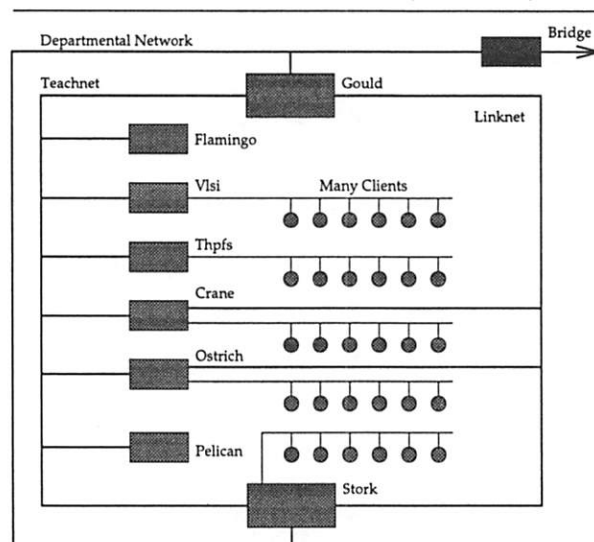 Bridge
Departmental Network
Teachnet
Gould
Linknet
Flamingo
Vlsi
Many Clients
Thpfs
Crane
Ostrich
Pelican
Stork